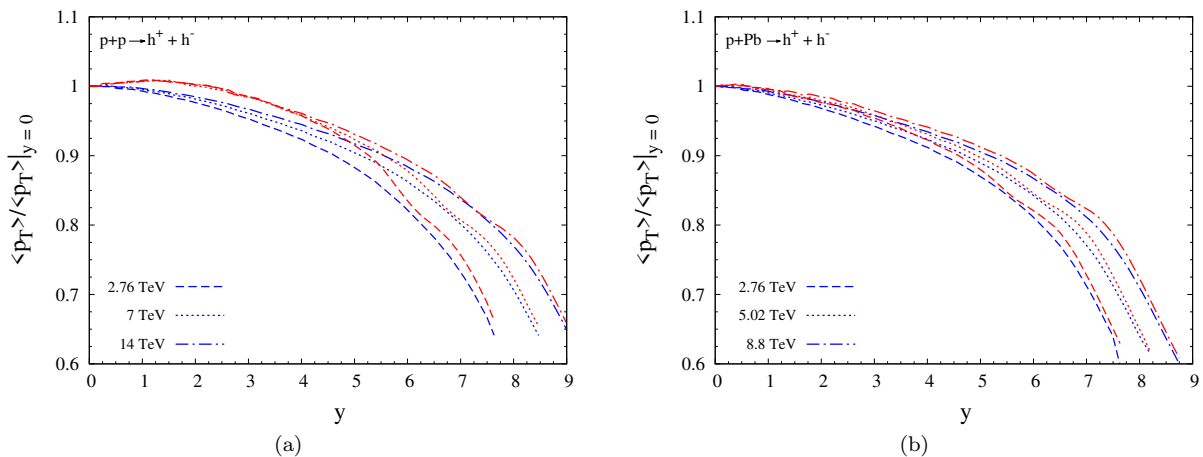 1.1
1
0.9
0.8
0.7
0.6
<p_T>/<p_T>|_{y = 0}
p+p→h⁺ + h⁻
2.76 TeV
7 TeV
14 TeV
0 1 2 3 4 5 6 7 8 9
y
(a)
1.1
1
0.9
0.8
0.7
0.6
<p_T>/<p_T>|_{y = 0}
p+Pb→h⁺ + h⁻
2.76 TeV
5.02 TeV
8.8 TeV
0 1 2 3 4 5 6 7 8 9
y
(b)